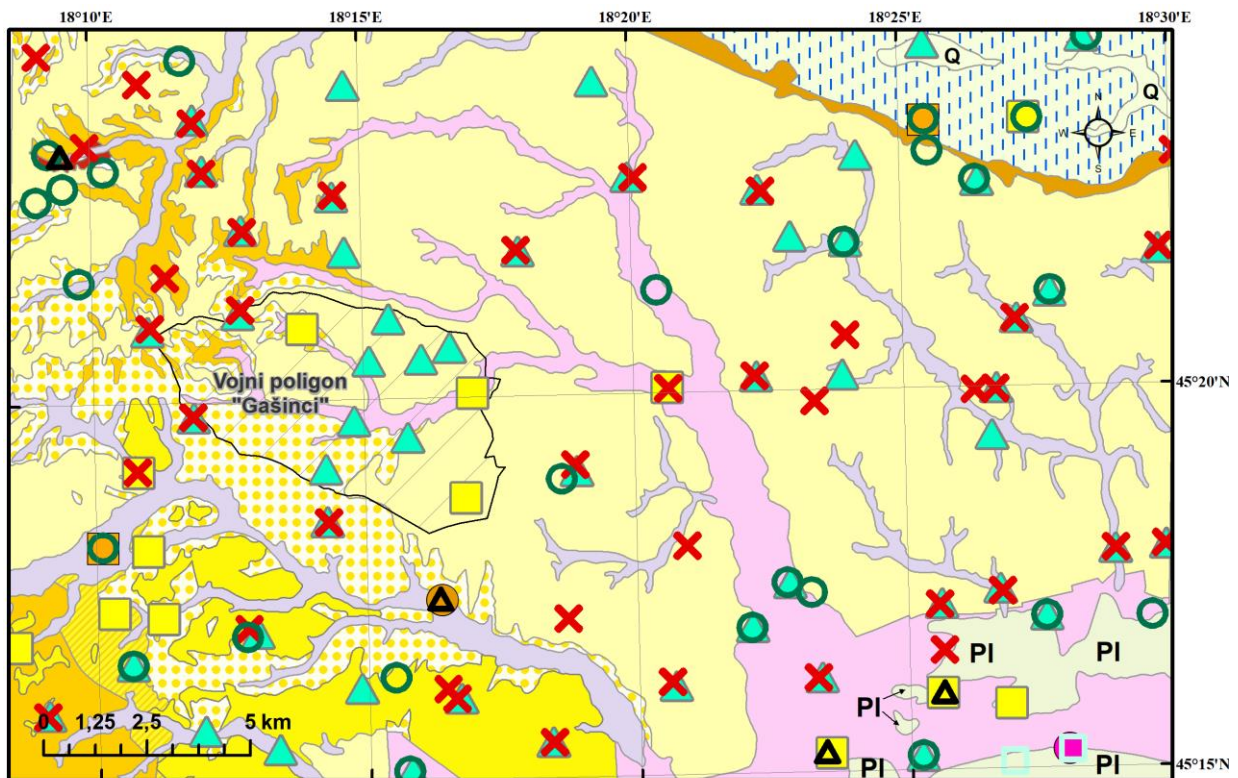 18°10'E 18°15'E 18°20'E 18°25'E 18°30'E
Q
Q
N
W E
S
Vojni poligon
"Gašinci"
45°20'N
Pl Pl
Pl
0 1,25 2,5 5 km
Pl Pl
45°15'N